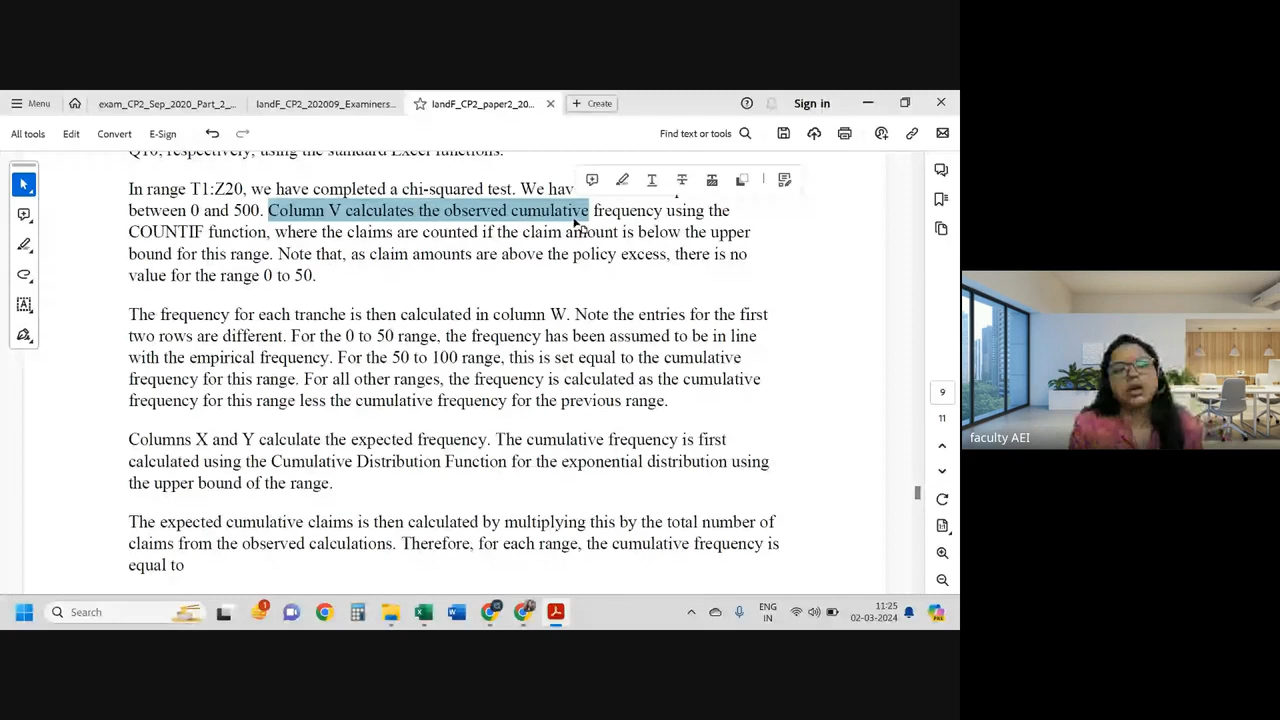 Menu
exam_CP2_Sep_2020_Part_2_...
IandF_CP2_202009_Examiners...
IandF_CP2_paper2_20...
Create
Sign in
All tools
Edit
Convert
E-Sign
Find text or tools
Q10, respectively, using the standard Excel functions.
In range T1:Z20, we have completed a chi-squared test. We hav
between 0 and 500. Column V calculates the observed cumulative frequency using the
COUNTIF function, where the claims are counted if the claim amount is below the upper
bound for this range. Note that, as claim amounts are above the policy excess, there is no
value for the range 0 to 50.
The frequency for each tranche is then calculated in column W. Note the entries for the first
two rows are different. For the 0 to 50 range, the frequency has been assumed to be in line
with the empirical frequency. For the 50 to 100 range, this is set equal to the cumulative
frequency for this range. For all other ranges, the frequency is calculated as the cumulative
frequency for this range less the cumulative frequency for the previous range.
Columns X and Y calculate the expected frequency. The cumulative frequency is first
calculated using the Cumulative Distribution Function for the exponential distribution using
the upper bound of the range.
The expected cumulative claims is then calculated by multiplying this by the total number of
claims from the observed calculations. Therefore, for each range, the cumulative frequency is
equal to
9
11
faculty AEI
Search
1
ENG
IN
11:25
02-03-2024